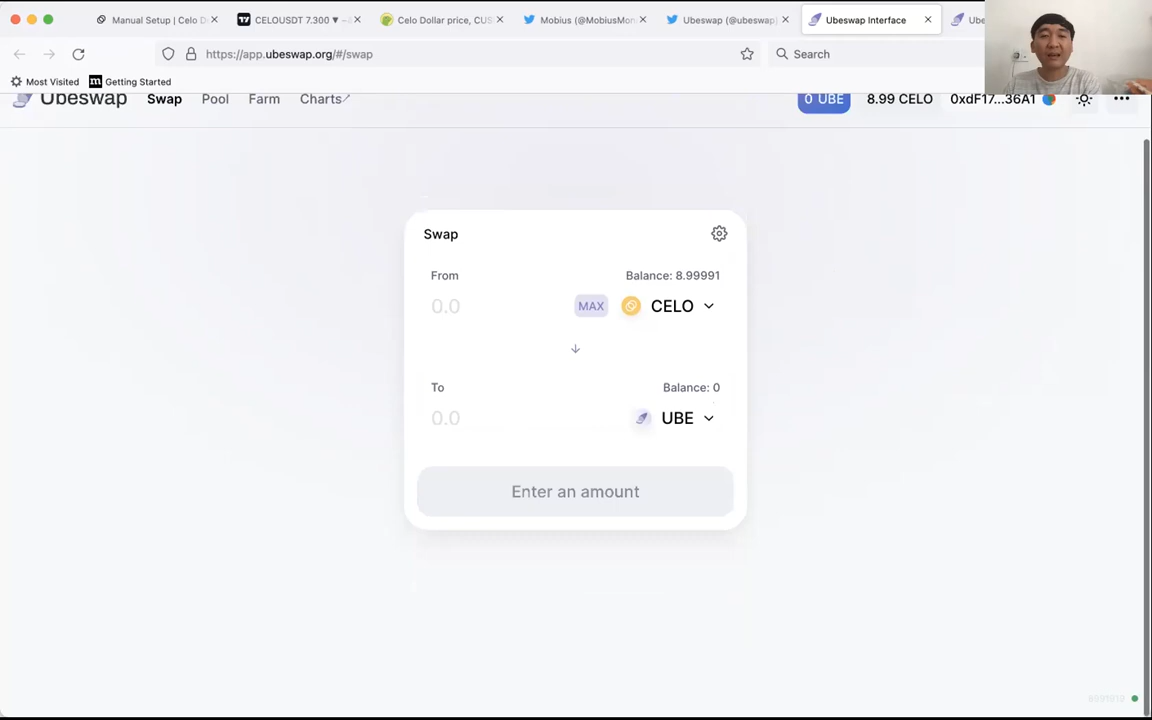 Manual Setup | Celo D
CELOUSDT 7.300 ▼
Celo Dollar price, CUS
Mobius (@MobiusMon
Ubeswap (@ubeswap)
Ubeswap Interface
Ube
https://app.ubeswap.org/#/swap
Search
Most Visited
Getting Started
Ubeswap
Swap
Pool
Farm
Charts↗
0 UBE
8.99 CELO
0xdF17...36A1
Swap
From
Balance: 8.99991
0.0
MAX
CELO
To
Balance: 0
0.0
UBE
Enter an amount